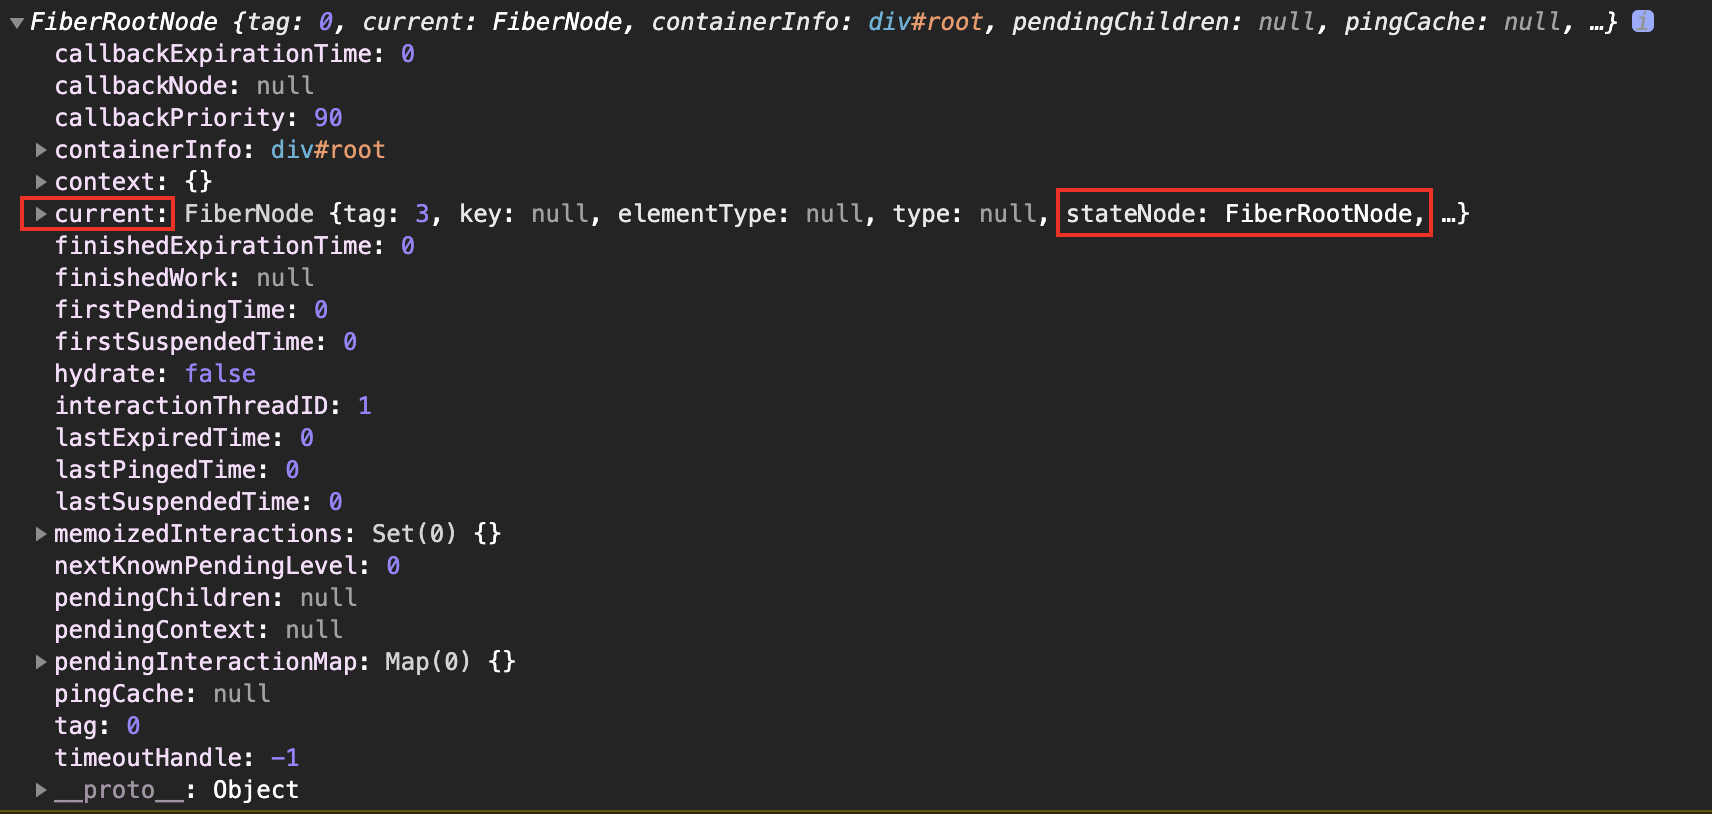 FiberRootNode {tag: 0, current: FiberNode, containerInfo: div#root, pendingChildren: null, pingCache: null, …} i
callbackExpirationTime: 0
callbackNode: null
callbackPriority: 90
containerInfo: div#root
context: {}
current: FiberNode {tag: 3, key: null, elementType: null, type: null, stateNode: FiberRootNode, …}
finishedExpirationTime: 0
finishedWork: null
firstPendingTime: 0
firstSuspendedTime: 0
hydrate: false
interactionThreadID: 1
lastExpiredTime: 0
lastPingedTime: 0
lastSuspendedTime: 0
memoizedInteractions: Set(0) {}
nextKnownPendingLevel: 0
pendingChildren: null
pendingContext: null
pendingInteractionMap: Map(0) {}
pingCache: null
tag: 0
timeoutHandle: -1
__proto__: Object